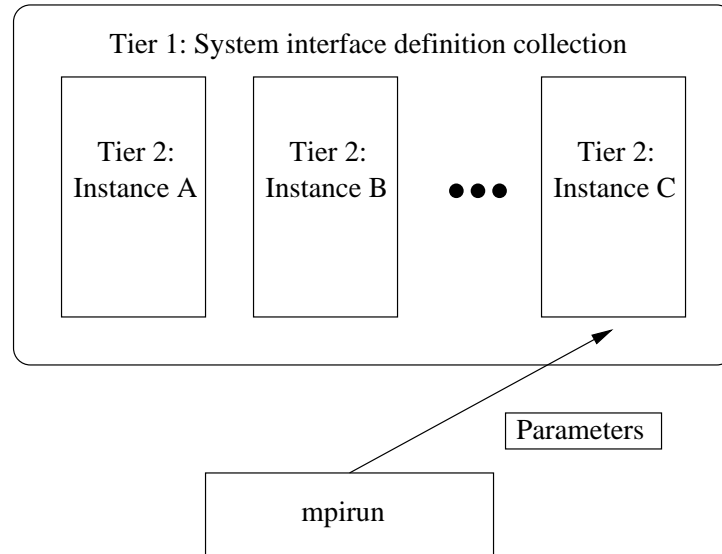 Tier 1: System interface definition collection
Tier 2:
Instance A
Tier 2:
Instance B
Tier 2:
Instance C
Parameters
mpirun